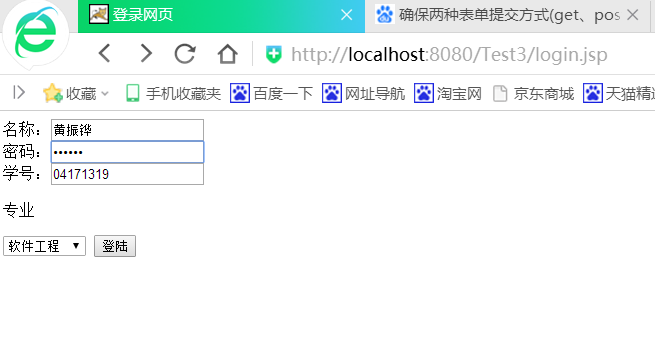 登录网页 确保两种表单提交方式(get、pos
http://localhost:8080/Test3/login.jsp
收藏 手机收藏夹 百度一下 网址导航 淘宝网 京东商城 天猫精选
名称：黄振铧
密码：••••••
学号：04171319
专业
软件工程 登陆